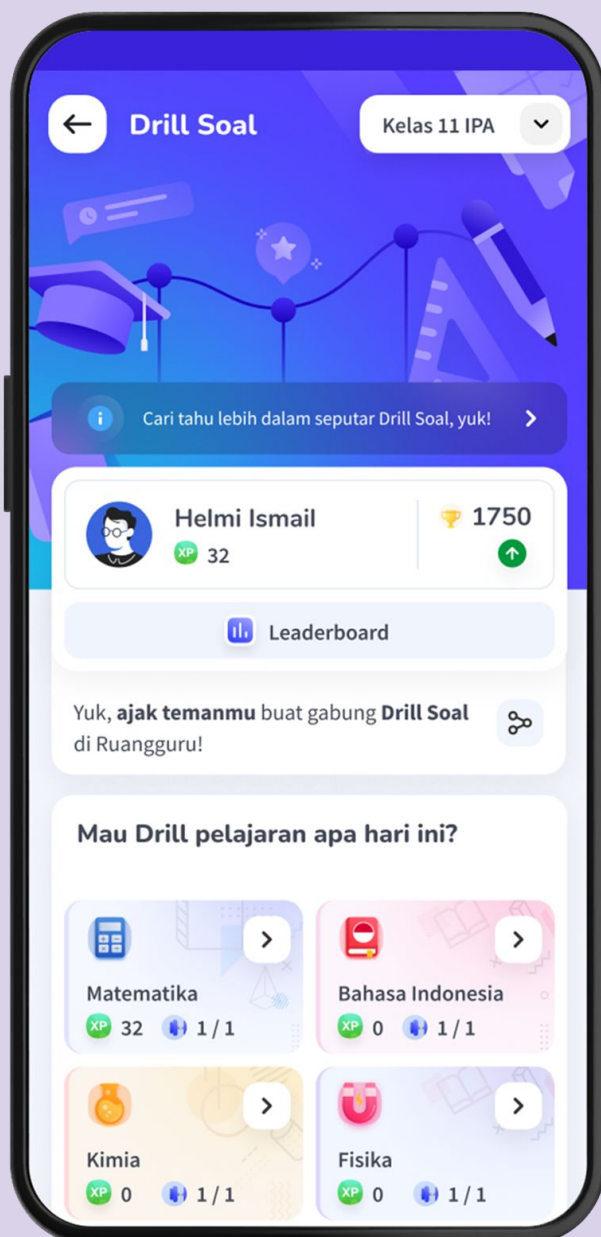 Drill Soal
Kelas 11 IPA
Cari tahu lebih dalam seputar Drill Soal, yuk!
Helmi Ismail
XP 32
1750
Leaderboard
Yuk, ajak temanmu buat gabung Drill Soal
di Ruangguru!
Mau Drill pelajaran apa hari ini?
Matematika
XP 32 1/1
Bahasa Indonesia
XP 0 1/1
Kimia
XP 0 1/1
Fisika
XP 0 1/1